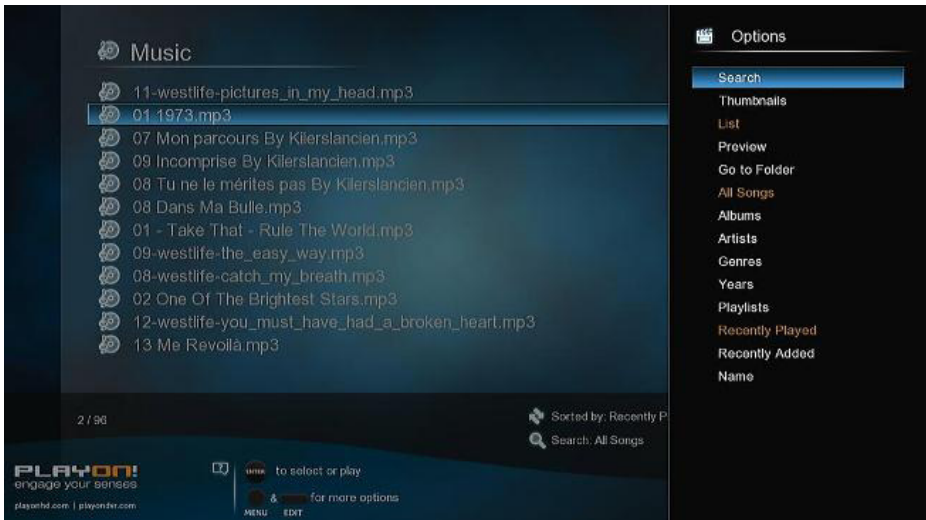 Music
11-westlife-pictures_in_my_head.mp3
01 1973.mp3
07 Mon parcours By Kilerslancien.mp3
09 Incomprise By Kilerslancien.mp3
08 Tu ne le mérites pas By Kilerslancien.mp3
08 Dans Ma Bulle.mp3
01 - Take That - Rule The World.mp3
09-westlife-the_easy_way.mp3
08-westlife-catch_my_breath.mp3
02 One Of The Brightest Stars.mp3
12-westlife-you_must_have_had_a_broken_heart.mp3
13 Me Revoilà.mp3
2 / 96
Sorted by: Recently P
Search: All Songs
PLAYON!
engage your senses
playonhd.com | playondvr.com
ENTER to select or play
& for more options
MENU EDIT
Options
Search
Thumbnails
List
Preview
Go to Folder
All Songs
Albums
Artists
Genres
Years
Playlists
Recently Played
Recently Added
Name